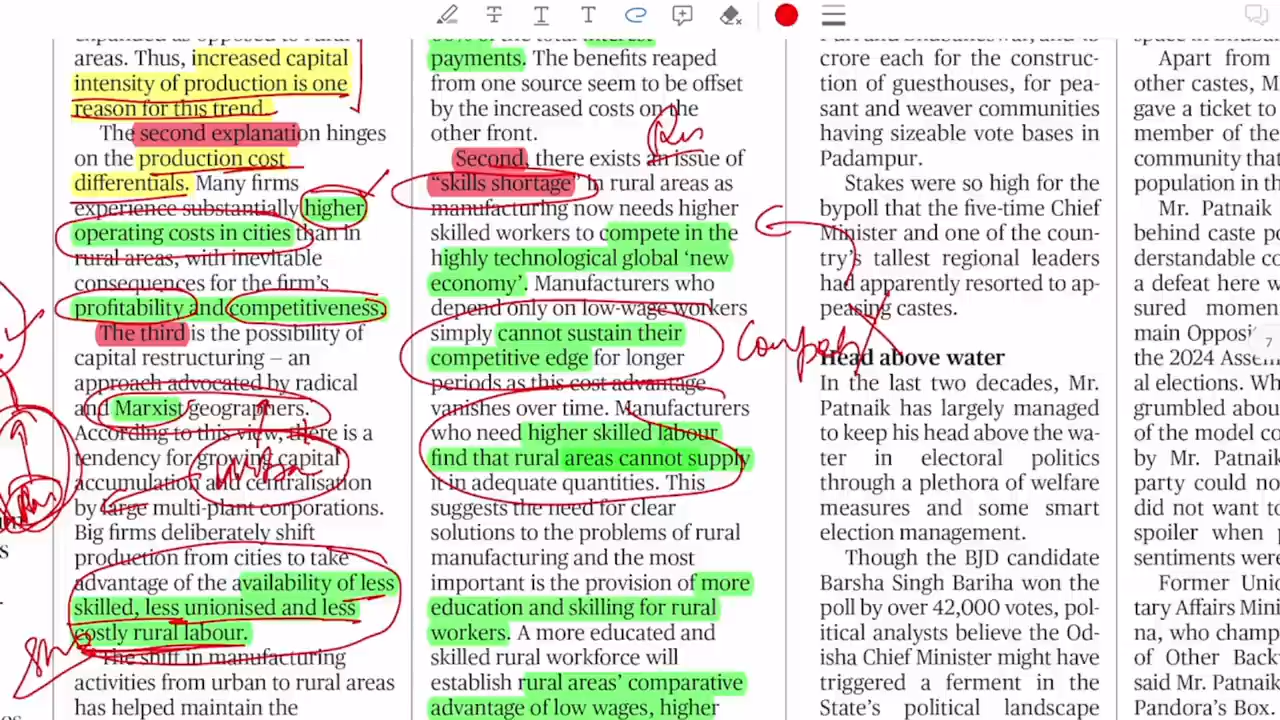 expanded as opposed to rural
areas. Thus, increased capital
intensity of production is one
reason for this trend.
The second explanation hinges
on the production cost
differentials. Many firms
experience substantially higher
operating costs in cities than in
rural areas, with inevitable
consequences for the firm's
profitability and competitiveness.
The third is the possibility of
capital restructuring – an
approach advocated by radical
and Marxist geographers.
According to this view, there is a
tendency for growing capital
accumulation and centralisation
by large multi-plant corporations.
Big firms deliberately shift
production from cities to take
advantage of the availability of less
skilled, less unionised and less
costly rural labour.
The shift in manufacturing
activities from urban to rural areas
has helped maintain the
of the total interest
payments. The benefits reaped
from one source seem to be offset
by the increased costs on the
other front.
Second, there exists an issue of
“skills shortage” in rural areas as
manufacturing now needs higher
skilled workers to compete in the
highly technological global ‘new
economy’. Manufacturers who
depend only on low-wage workers
simply cannot sustain their
competitive edge for longer
periods as this cost advantage
vanishes over time. Manufacturers
who need higher skilled labour
find that rural areas cannot supply
it in adequate quantities. This
suggests the need for clear
solutions to the problems of rural
manufacturing and the most
important is the provision of more
education and skilling for rural
workers. A more educated and
skilled rural workforce will
establish rural areas’ comparative
advantage of low wages, higher
crore each for the construc-
tion of guesthouses, for pea-
sant and weaver communities
having sizeable vote bases in
Padampur.
Stakes were so high for the
bypoll that the five-time Chief
Minister and one of the coun-
try's tallest regional leaders
had apparently resorted to ap-
peasing castes.
Head above water
In the last two decades, Mr.
Patnaik has largely managed
to keep his head above the wa-
ter in electoral politics
through a plethora of welfare
measures and some smart
election management.
Though the BJD candidate
Barsha Singh Bariha won the
poll by over 42,000 votes, pol-
itical analysts believe the Od-
isha Chief Minister might have
triggered a ferment in the
State's political landscape
Apart from
other castes, M
gave a ticket to
member of the
community tha
population in th
Mr. Patnaik
behind caste po
derstandable co
a defeat here w
sured momen
main Opposit
the 2024 Assem
al elections. Wh
grumbled abou
of the model co
by Mr. Patnaik
party could no
did not want to
spoiler when p
sentiments were
Former Unio
tary Affairs Mini
na, who champ
of Other Back
said Mr. Patnaik
Pandora's Box.
7